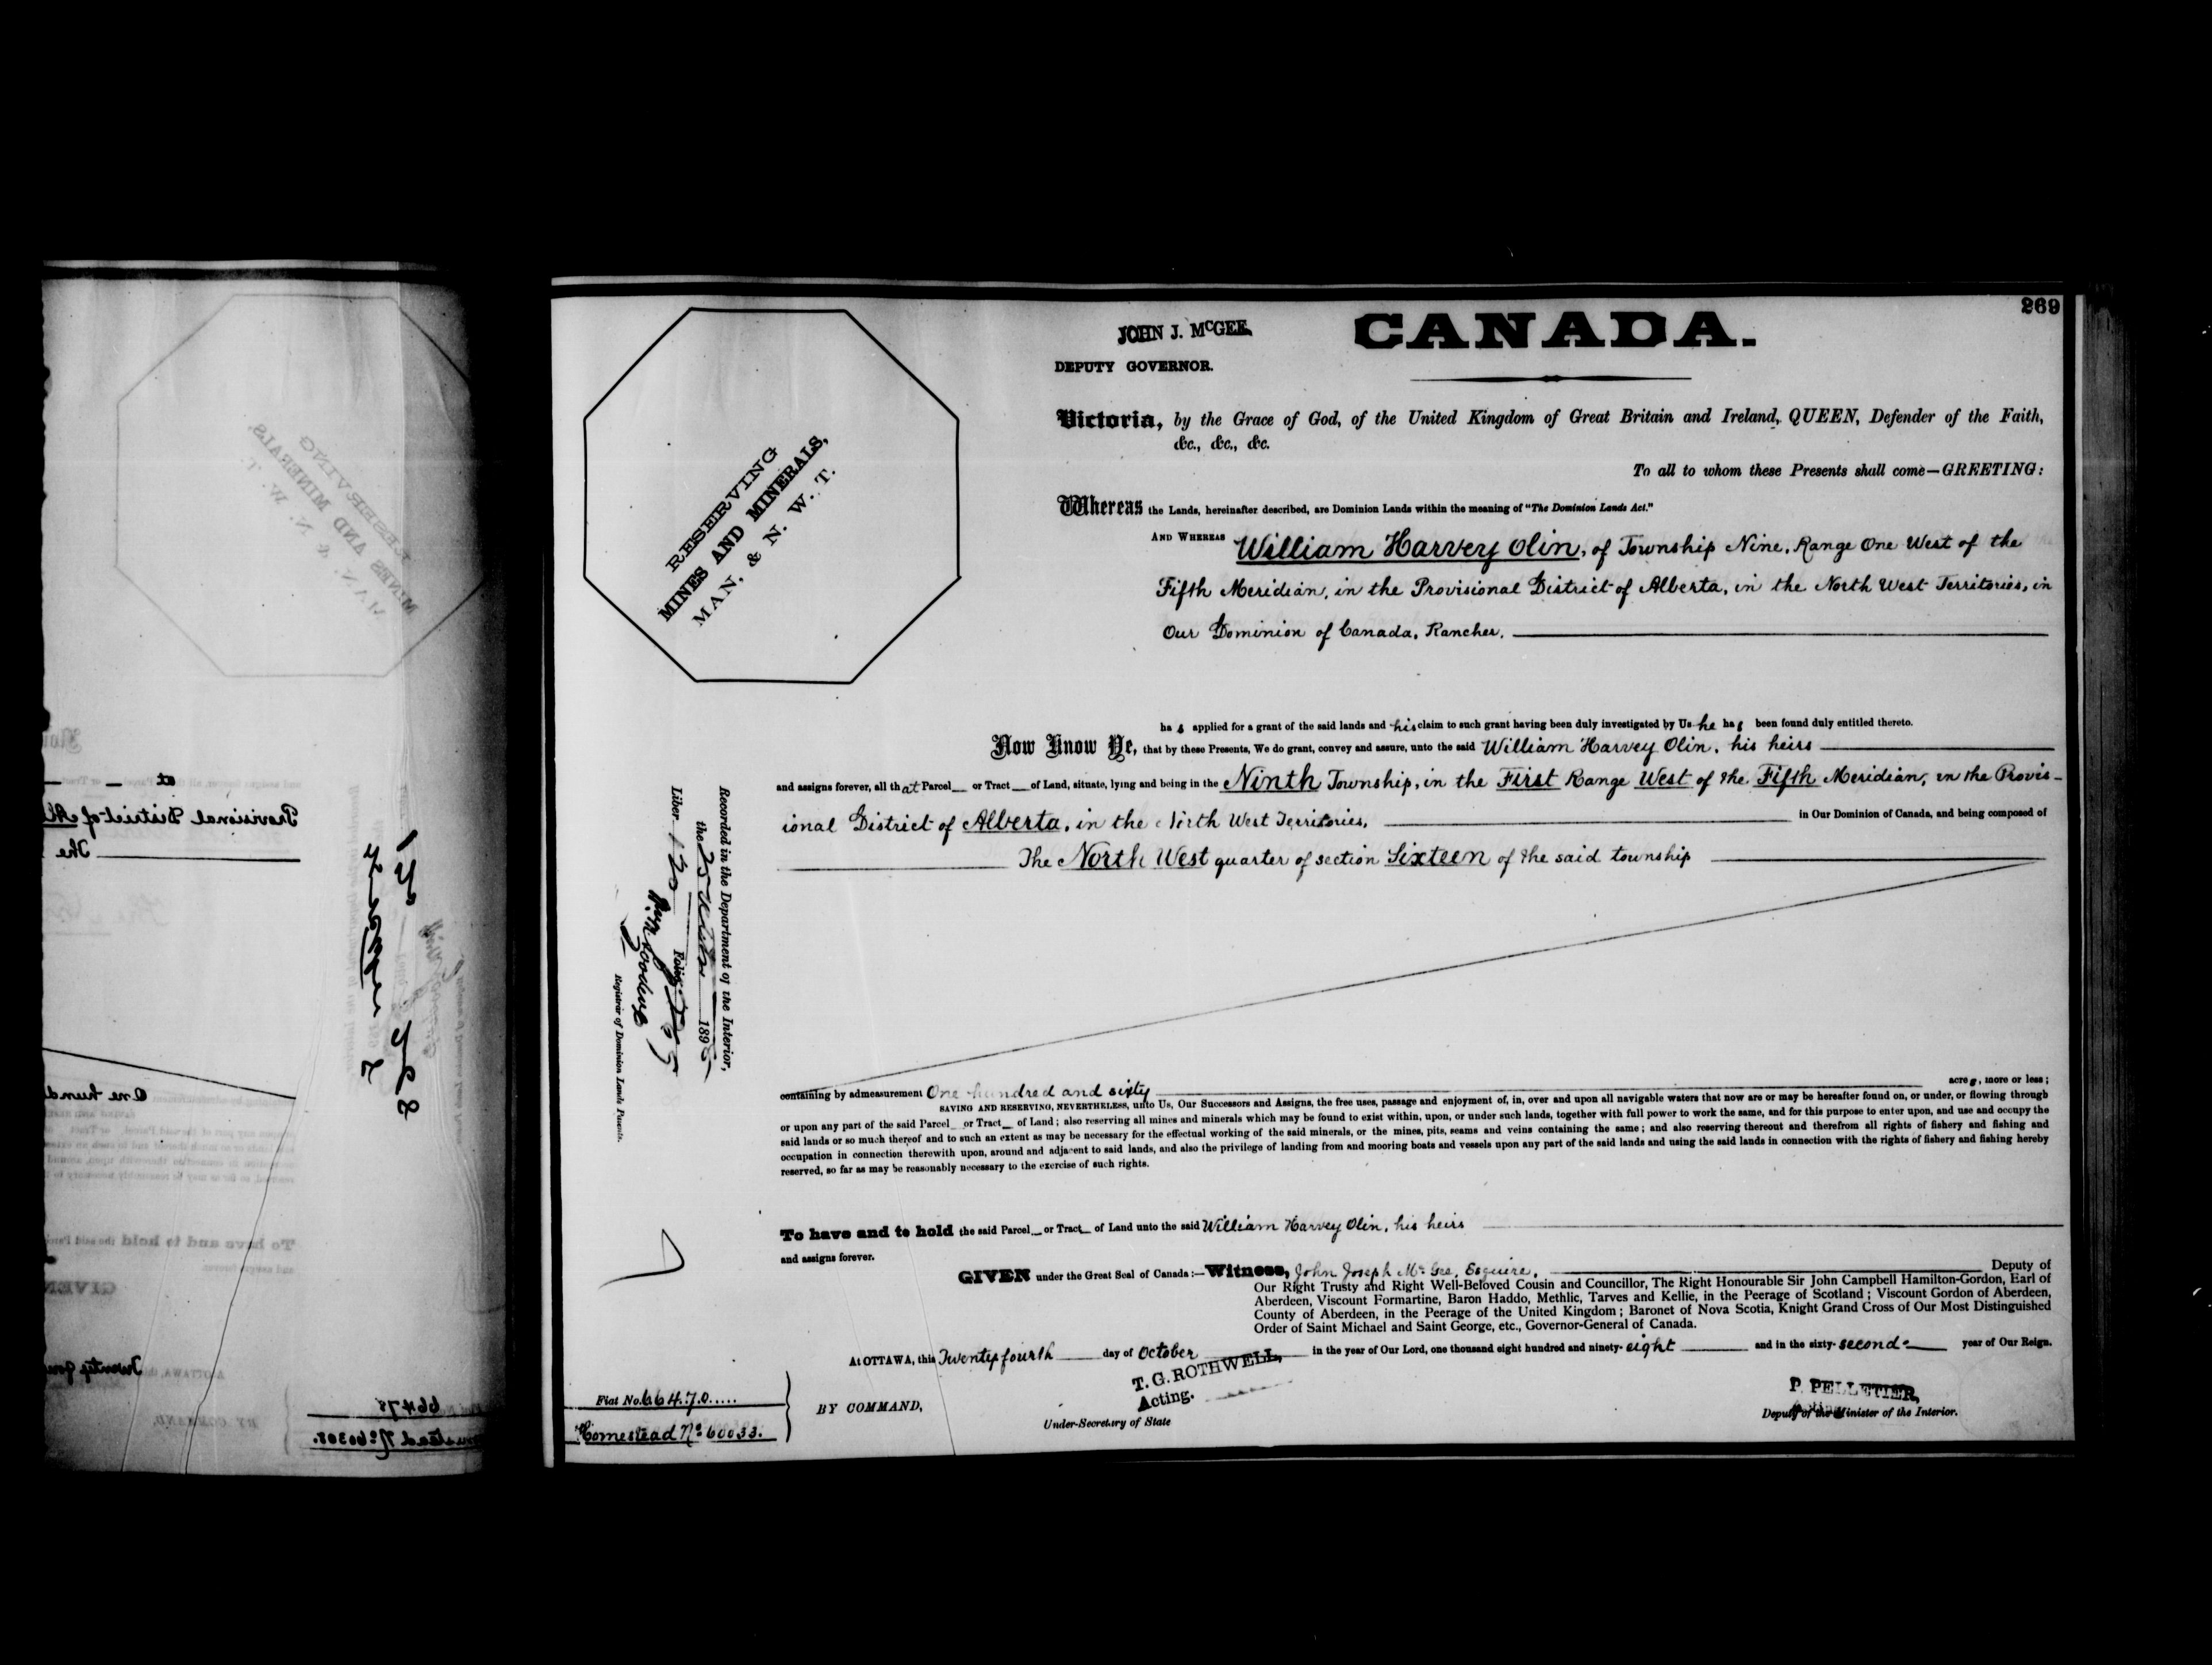 269
JOHN J. McGEE,
DEPUTY GOVERNOR.
CANADA.
RESERVING
MINES AND MINERALS,
MAN, & N. W. T.
Victoria, by the Grace of God, of the United Kingdom of Great Britain and Ireland, QUEEN, Defender of the Faith,
&c., &c., &c.
To all to whom these Presents shall come—GREETING:
Whereas the Lands, hereinafter described, are Dominion Lands within the meaning of "The Dominion Lands Act."
AND WHEREAS William Harvey Olin, of Township Nine, Range One West of the
Fifth Meridian, in the Provisional District of Alberta, in the North West Territories, in
Our Dominion of Canada, Rancher.
has applied for a grant of the said lands and his claim to such grant having been duly investigated by Us he has been found duly entitled thereto.
Now Know Ye, that by these Presents, We do grant, convey and assure, unto the said William Harvey Olin, his heirs
and assigns forever, all that Parcel or Tract of Land, situate, lying and being in the Ninth Township, in the First Range West of the Fifth Meridian, in the Provis-
ional District of Alberta, in the North West Territories, in Our Dominion of Canada, and being composed of
The North West quarter of section Sixteen of the said township
Recorded in the Department of the Interior,
the 25 October 1898
Liber 150 Folio 269
Registrar of Dominion Lands Patents.
containing by admeasurement One hundred and sixty acres, more or less;
SAVING AND RESERVING, NEVERTHELESS, unto Us, Our Successors and Assigns, the free uses, passage and enjoyment of, in, over and upon all navigable waters that now are or may be hereafter found on, or under, or flowing through
or upon any part of the said Parcel or Tract of Land; also reserving all mines and minerals which may be found to exist within, upon, or under such lands, together with full power to work the same, and for this purpose to enter upon, and use and occupy the
said lands or so much thereof and to such an extent as may be necessary for the effectual working of the said minerals, or the mines, pits, seams and veins containing the same; and also reserving thereout and therefrom all rights of fishery and fishing and
occupation in connection therewith upon, around and adjacent to said lands, and also the privilege of landing from and mooring boats and vessels upon any part of the said lands and using the said lands in connection with the rights of fishery and fishing hereby
reserved, so far as may be reasonably necessary to the exercise of such rights.
To have and to hold the said Parcel or Tract of Land unto the said William Harvey Olin, his heirs
and assigns forever.
GIVEN under the Great Seal of Canada:—Witness, John Joseph McGee, Esquire, Deputy of
Our Right Trusty and Right Well-Beloved Cousin and Councillor, The Right Honourable Sir John Campbell Hamilton-Gordon, Earl of
Aberdeen, Viscount Formartine, Baron Haddo, Methlic, Tarves and Kellie, in the Peerage of Scotland; Viscount Gordon of Aberdeen,
County of Aberdeen, in the Peerage of the United Kingdom; Baronet of Nova Scotia, Knight Grand Cross of Our Most Distinguished
Order of Saint Michael and Saint George, etc., Governor-General of Canada.
At OTTAWA, this Twenty fourth day of October in the year of Our Lord, one thousand eight hundred and ninety-eight and in the sixty-second year of Our Reign.
Fiat No. 66470
Homestead No. 60033.
BY COMMAND,
T. G. ROTHWELL,
Acting.
Under-Secretary of State
P. PELLETIER,
Deputy of the Minister of the Interior.